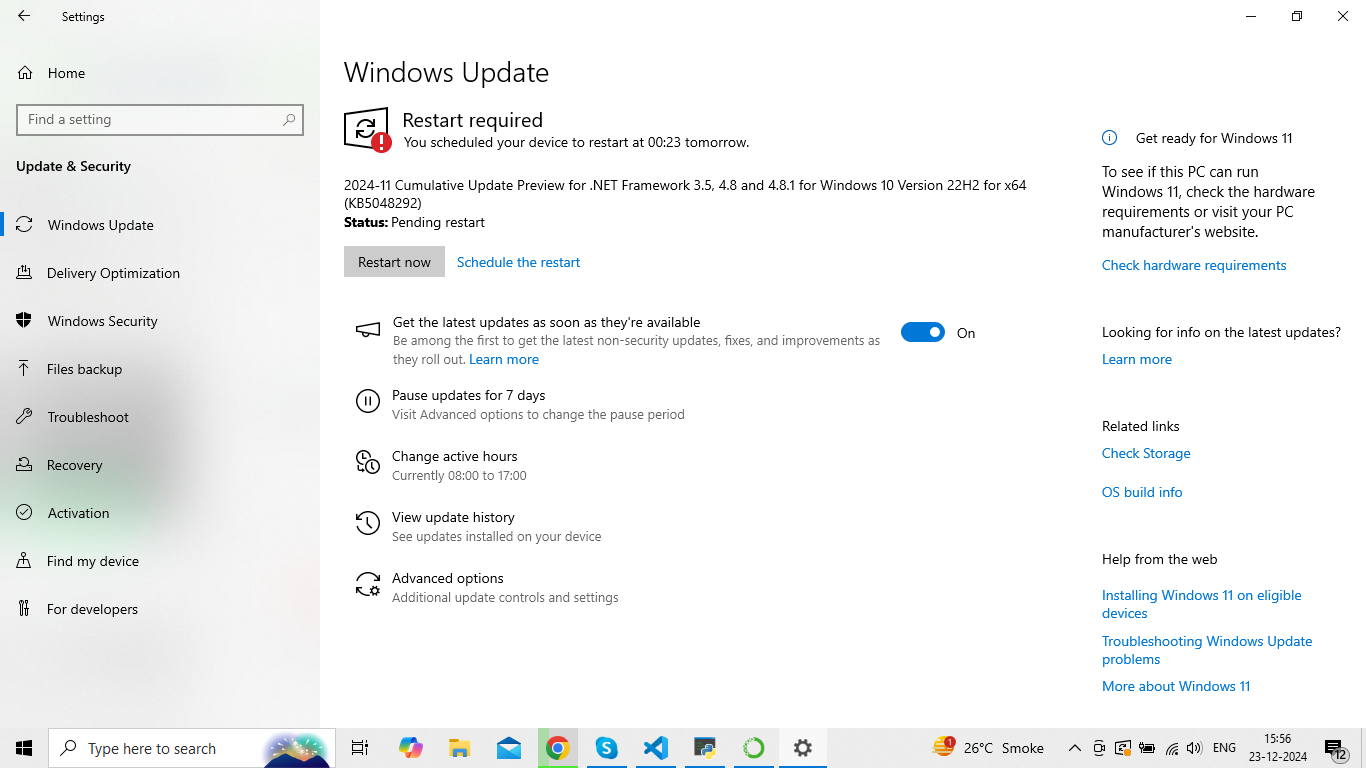 Settings
Home
Find a setting
Update & Security
Windows Update
Delivery Optimization
Windows Security
Files backup
Troubleshoot
Recovery
Activation
Find my device
For developers
Windows Update
Restart required
You scheduled your device to restart at 00:23 tomorrow.
2024-11 Cumulative Update Preview for .NET Framework 3.5, 4.8 and 4.8.1 for Windows 10 Version 22H2 for x64
(KB5048292)
Status: Pending restart
Restart now Schedule the restart
Get the latest updates as soon as they're available
Be among the first to get the latest non-security updates, fixes, and improvements as
they roll out. Learn more
On
Pause updates for 7 days
Visit Advanced options to change the pause period
Change active hours
Currently 08:00 to 17:00
View update history
See updates installed on your device
Advanced options
Additional update controls and settings
Get ready for Windows 11
To see if this PC can run
Windows 11, check the hardware
requirements or visit your PC
manufacturer's website.
Check hardware requirements
Looking for info on the latest updates?
Learn more
Related links
Check Storage
OS build info
Help from the web
Installing Windows 11 on eligible
devices
Troubleshooting Windows Update
problems
More about Windows 11
Type here to search
1
26°C Smoke
ENG
15:56
23-12-2024
12